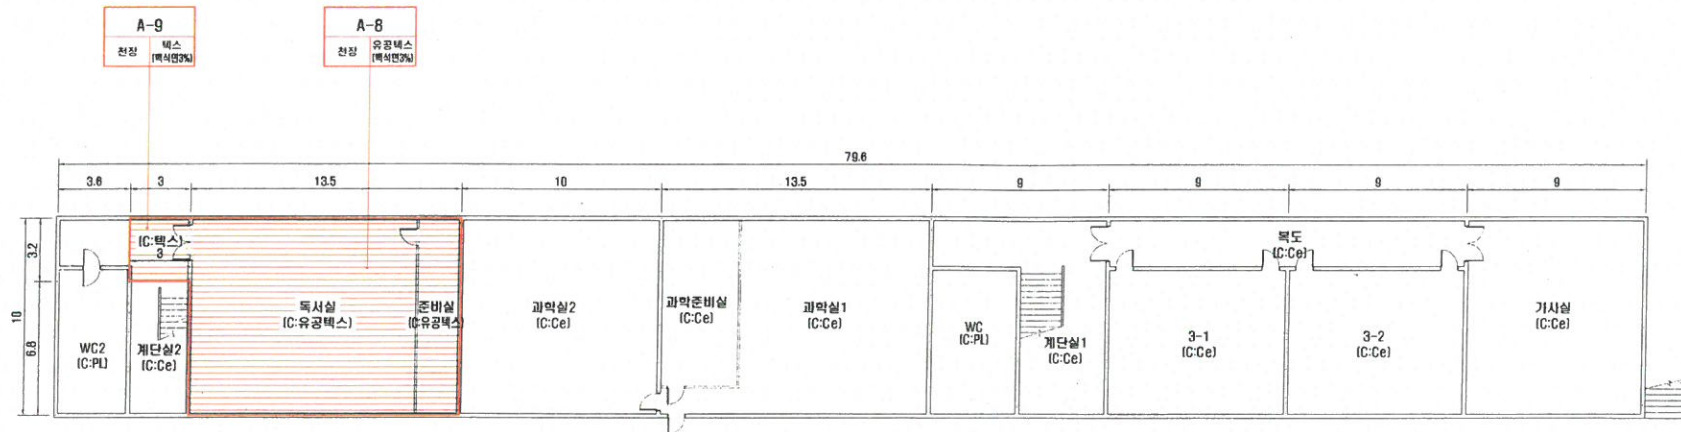 A-9
천장
텍스
(백석면3%)
A-8
천장
유공텍스
(백석면3%)
79.6
3.6
3
13.5
10
13.5
9
9
9
9
3.2
10
6.8
(C:텍스)
3
복도
(C:Ce)
독서실
(C:유공텍스)
준비실
(C:유공텍스)
과학실2
(C:Ce)
과학준비실
(C:Ce)
과학실1
(C:Ce)
WC
(C:PL)
계단실1
(C:Ce)
3-1
(C:Ce)
3-2
(C:Ce)
가사실
(C:Ce)
WC2
(C:PL)
계단실2
(C:Ce)